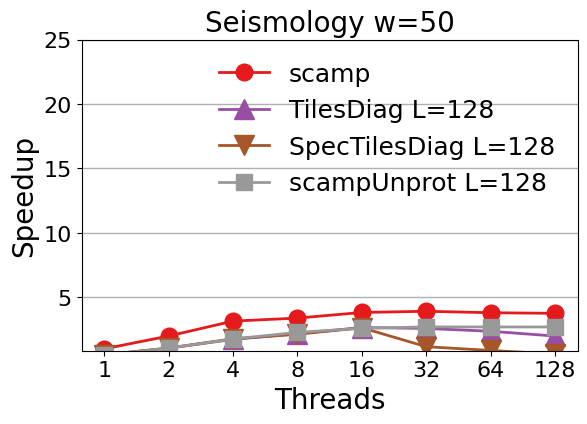 Seismology w=50
25
20
15
10
5
Speedup
scamp
TilesDiag L=128
SpecTilesDiag L=128
scampUnprot L=128
1 2 4 8 16 32 64 128
Threads